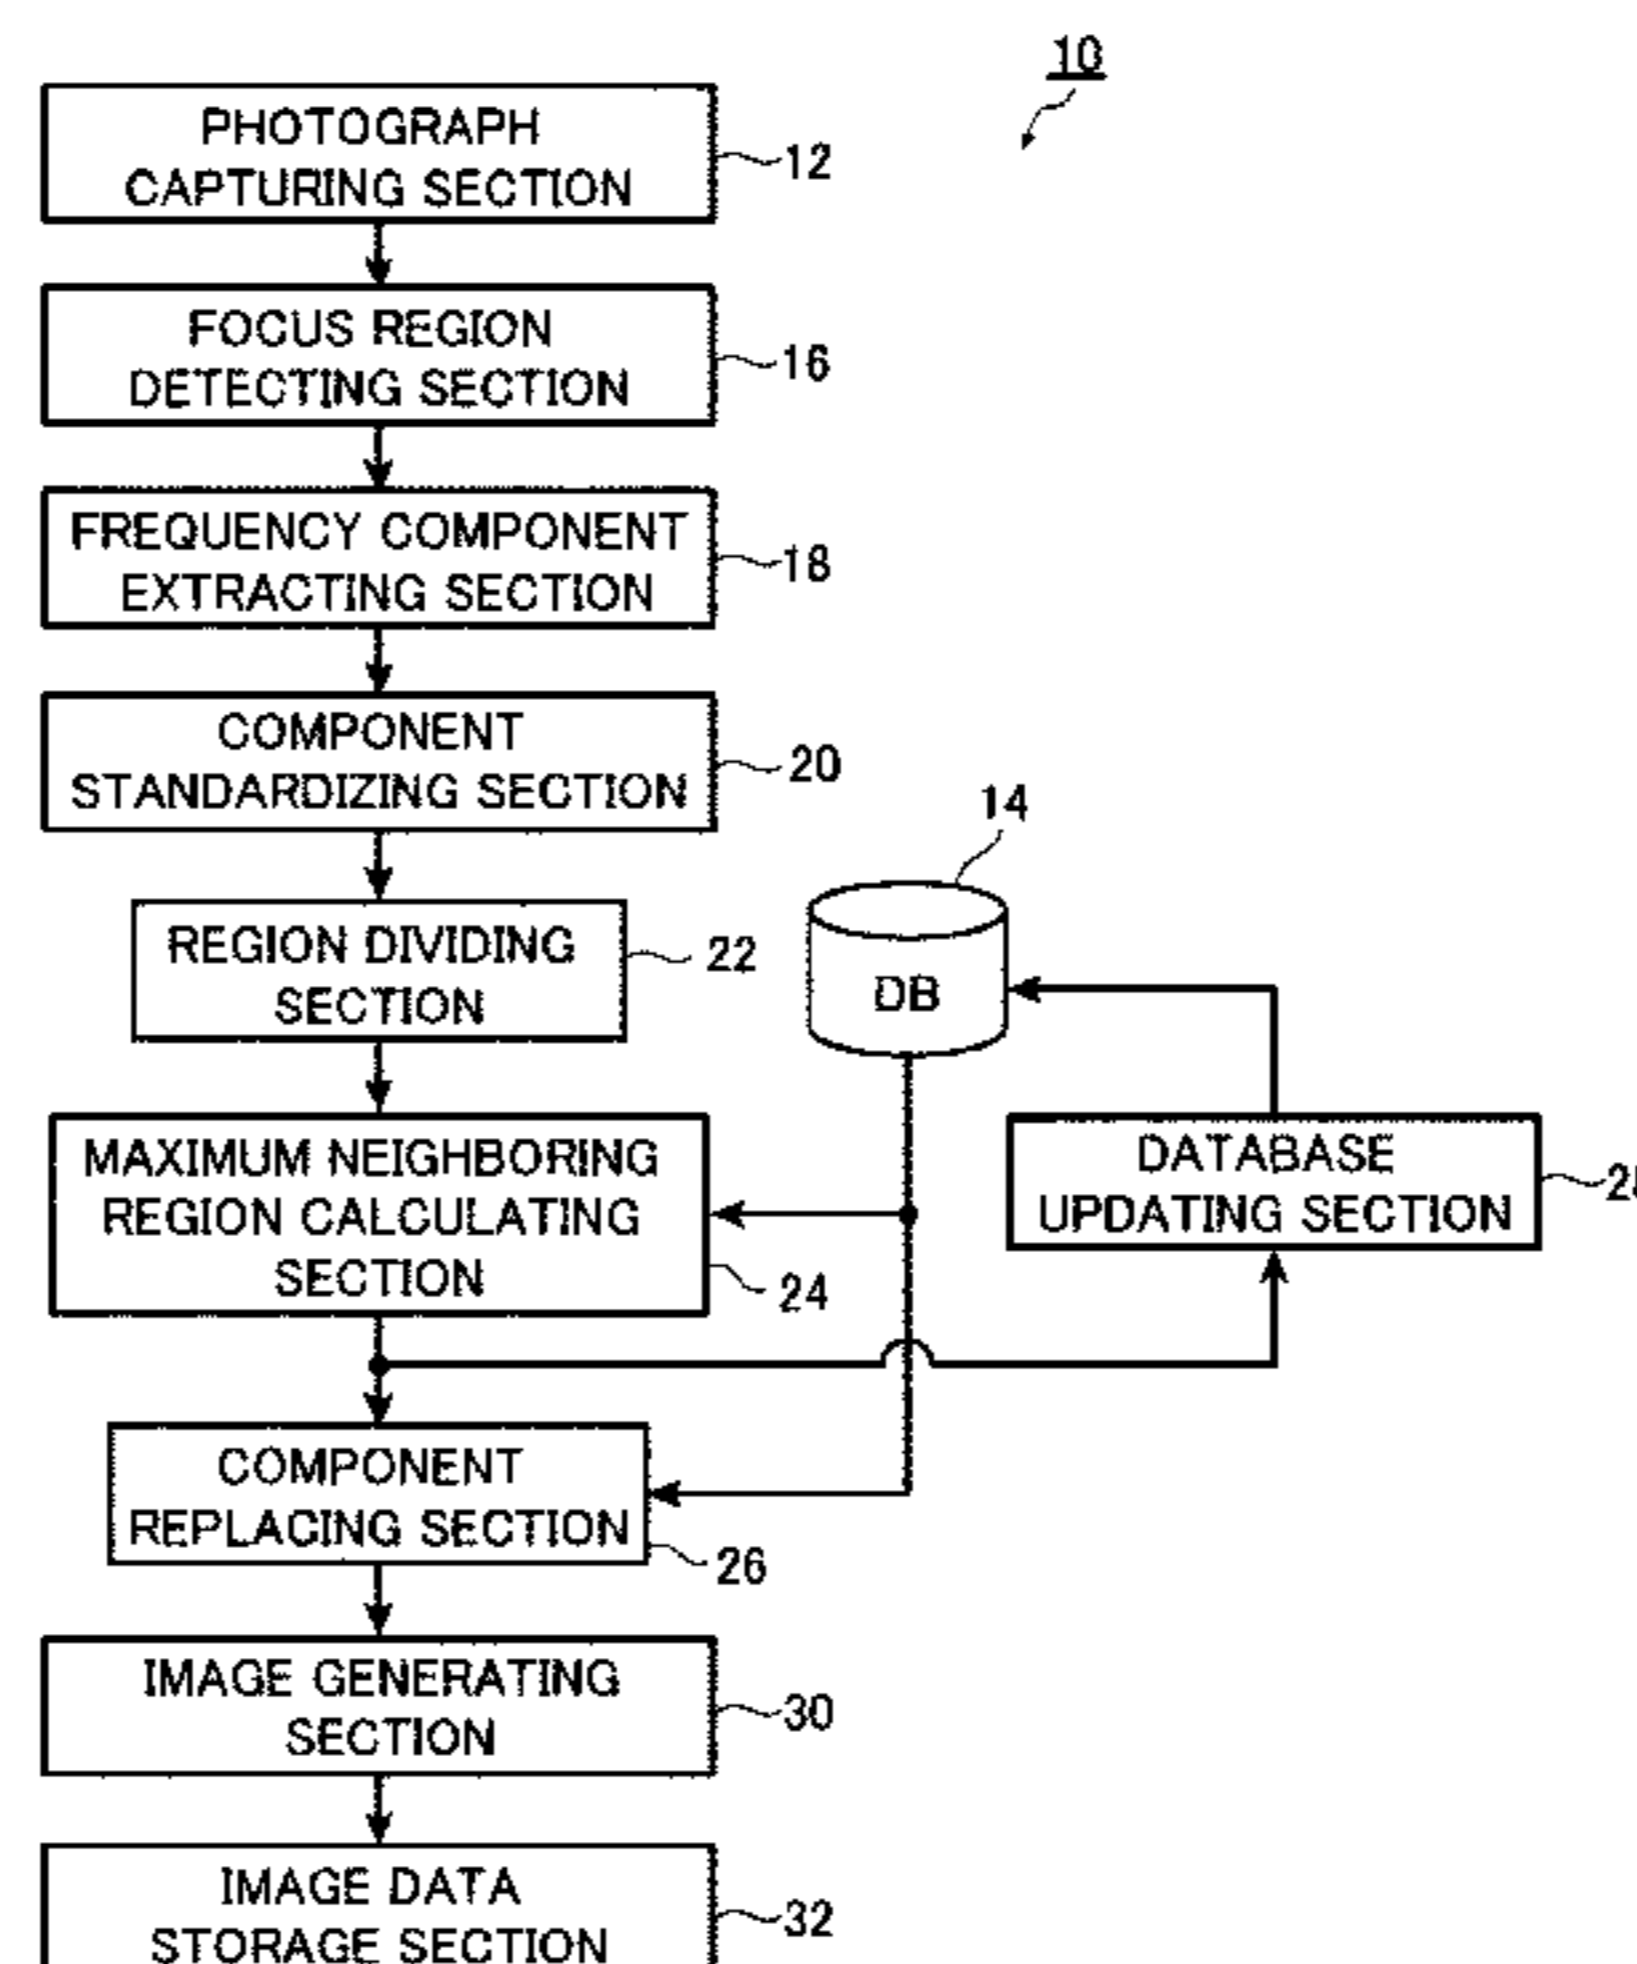 10
PHOTOGRAPH
CAPTURING SECTION
12
FOCUS REGION
DETECTING SECTION
16
FREQUENCY COMPONENT
EXTRACTING SECTION
18
COMPONENT
STANDARDIZING SECTION
20
14
REGION DIVIDING
SECTION
22
DB
MAXIMUM NEIGHBORING
REGION CALCULATING
SECTION
24
DATABASE
UPDATING SECTION
COMPONENT
REPLACING SECTION
26
IMAGE GENERATING
SECTION
30
IMAGE DATA
STORAGE SECTION
32